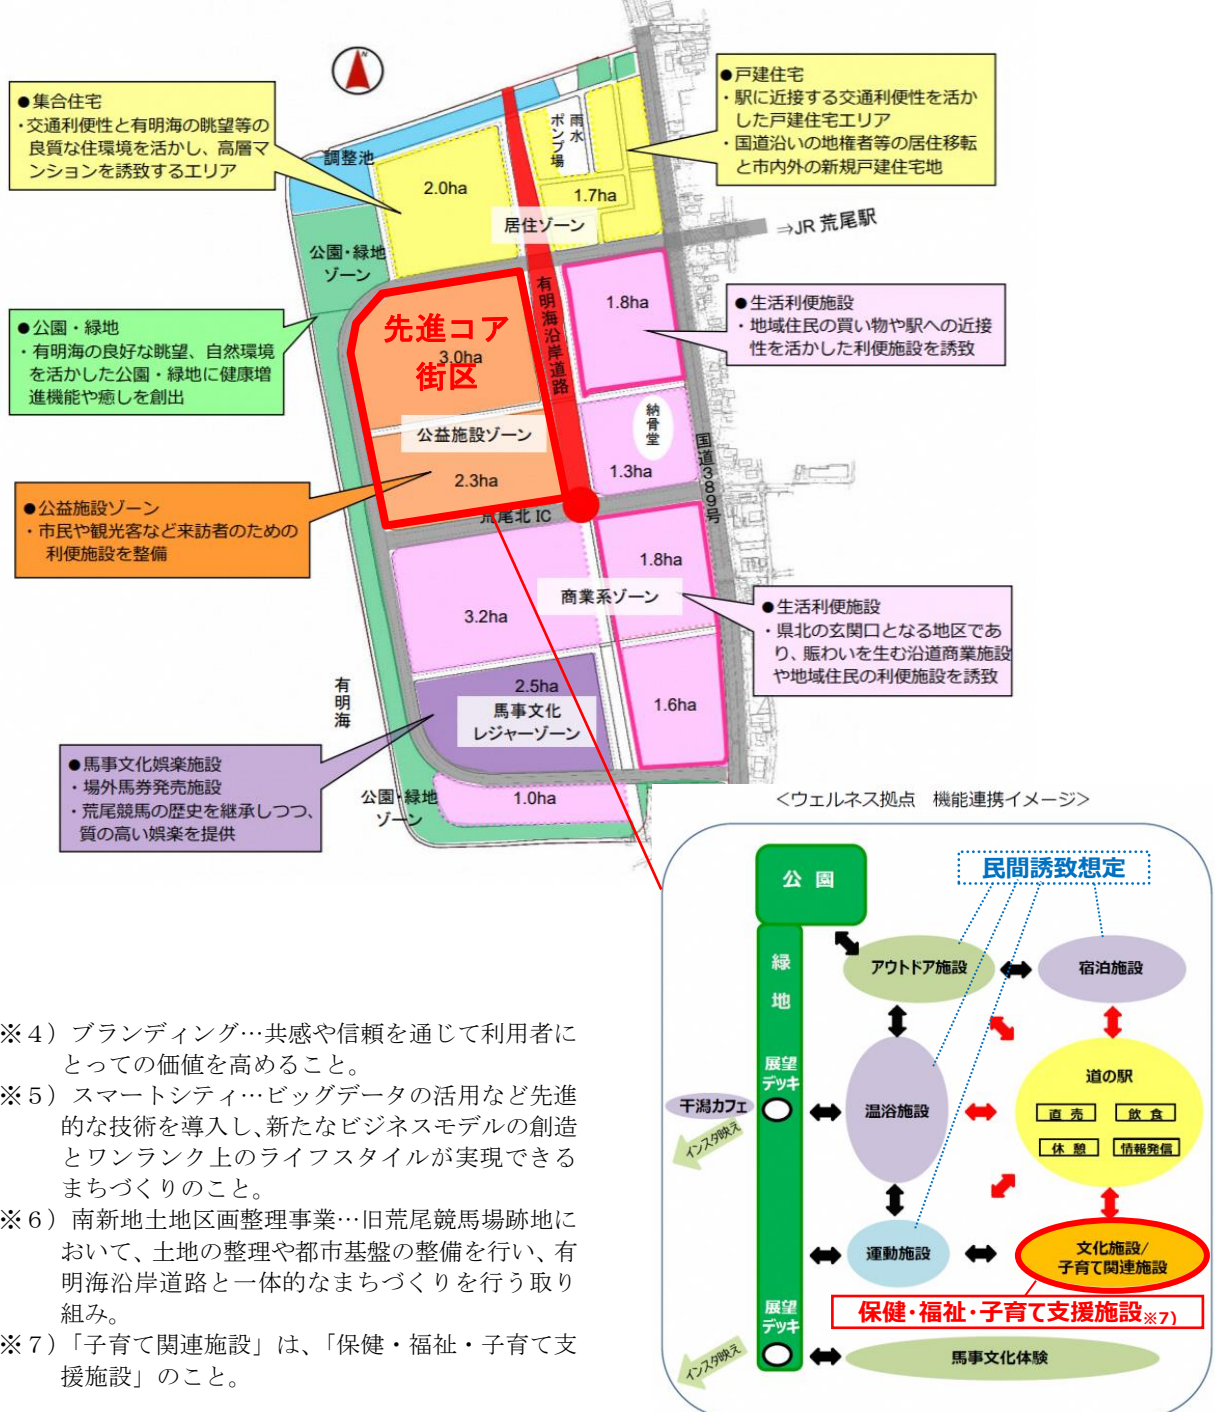 N
●集合住宅
・交通利便性と有明海の眺望等の
良質な住環境を活かし、高層マ
ンションを誘致するエリア
●戸建住宅
・駅に近接する交通利便性を活か
した戸建住宅エリア
・国道沿いの地権者等の居住移転
と市内外の新規戸建住宅地
調整池
雨水
ポンプ場
2.0ha
1.7ha
居住ゾーン
⇒JR 荒尾駅
公園・緑地
ゾーン
●公園・緑地
・有明海の良好な眺望、自然環境
を活かした公園・緑地に健康増
進機能や癒しを創出
先進コア
街区
3.0ha
有明海沿岸道路
1.8ha
●生活利便施設
・地域住民の買い物や駅への近接
性を活かした利便施設を誘致
公益施設ゾーン
2.3ha
納骨堂
1.3ha
国道389号
●公益施設ゾーン
・市民や観光客など来訪者のための
利便施設を整備
荒尾北 IC
1.8ha
商業系ゾーン
3.2ha
●生活利便施設
・県北の玄関口となる地区であ
り、賑わいを生む沿道商業施設
や地域住民の利便施設を誘致
有明海
2.5ha
馬事文化
レジャーゾーン
1.6ha
●馬事文化娯楽施設
・場外馬券発売施設
・荒尾競馬の歴史を継承しつつ、
質の高い娯楽を提供
公園・緑地
ゾーン
1.0ha
<ウェルネス拠点　機能連携イメージ>
民間誘致想定
公　園
緑地
アウトドア施設
宿泊施設
展望
デッキ
干潟カフェ
インスタ映え
温浴施設
道の駅
直 売
飲 食
休 憩
情報発信
運動施設
文化施設/
子育て関連施設
保健・福祉・子育て支援施設※7)
展望
デッキ
インスタ映え
馬事文化体験
※４）ブランディング…共感や信頼を通じて利用者に
とっての価値を高めること。
※５）スマートシティ…ビッグデータの活用など先進
的な技術を導入し、新たなビジネスモデルの創造
とワンランク上のライフスタイルが実現できる
まちづくりのこと。
※６）南新地土地区画整理事業…旧荒尾競馬場跡地に
おいて、土地の整理や都市基盤の整備を行い、有
明海沿岸道路と一体的なまちづくりを行う取り
組み。
※７）「子育て関連施設」は、「保健・福祉・子育て支
援施設」のこと。